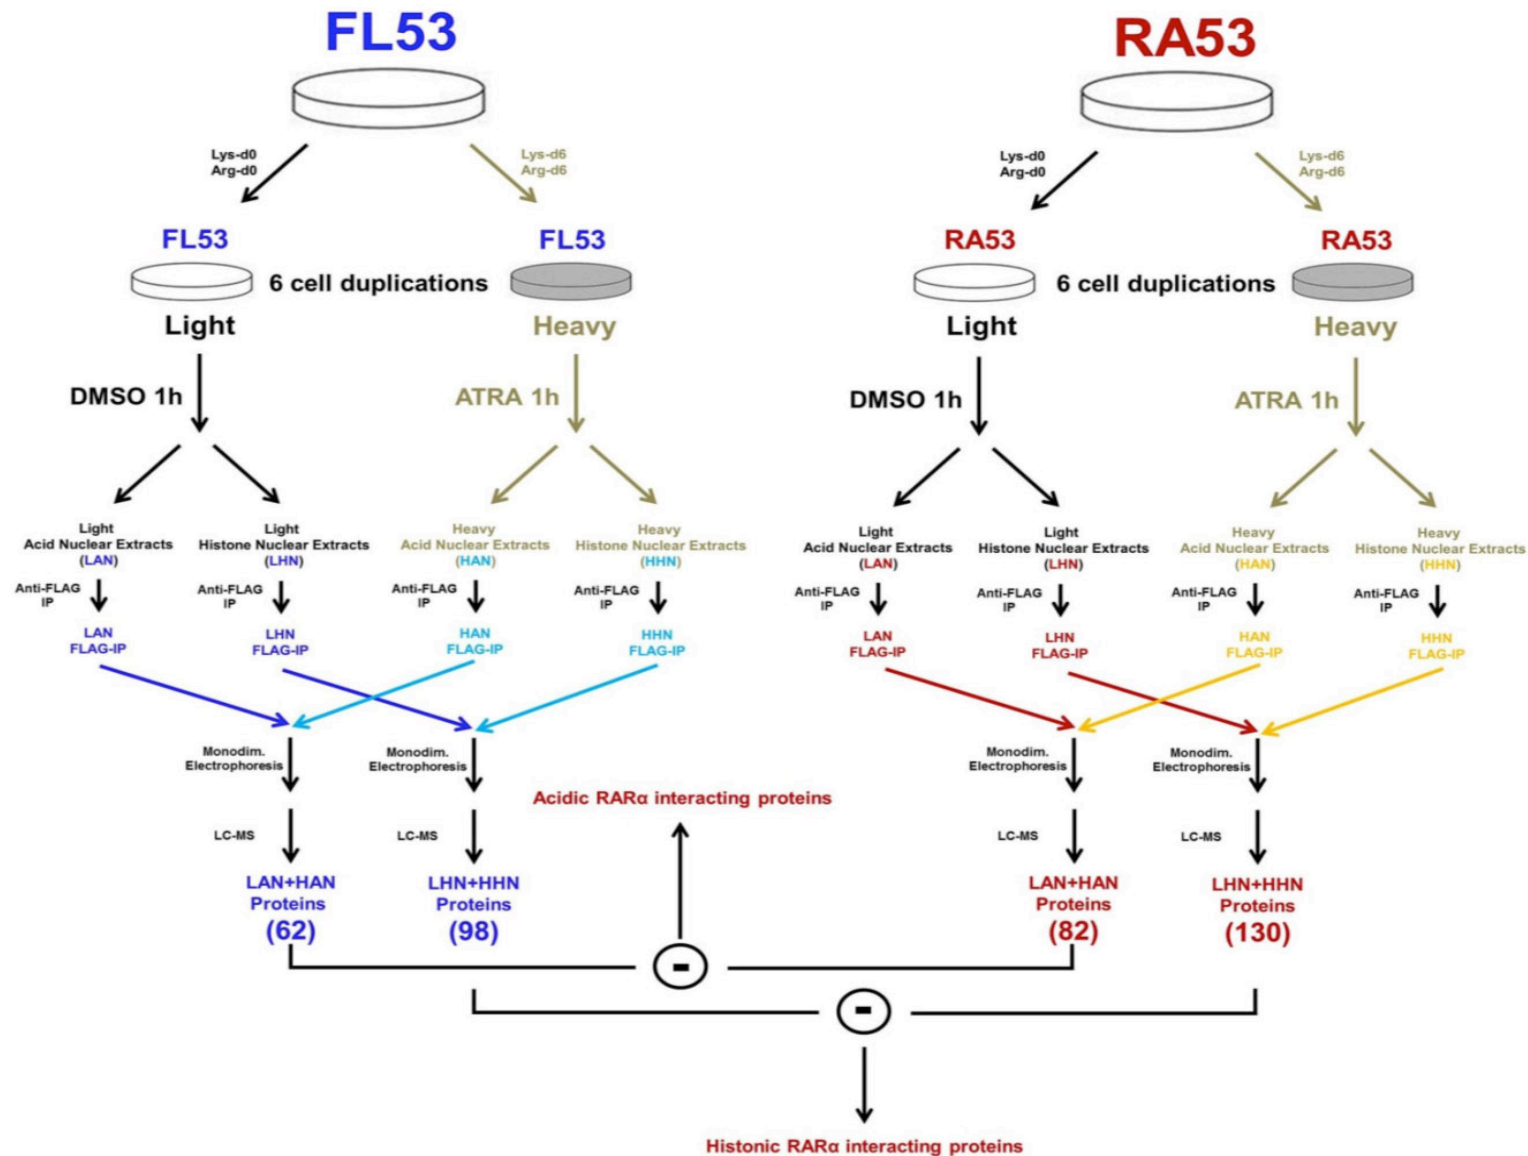 FL53
RA53
Lys-d0
Arg-d0
Lys-d6
Arg-d6
Lys-d0
Arg-d0
Lys-d6
Arg-d6
FL53
FL53
RA53
RA53
6 cell duplications
6 cell duplications
Light
Heavy
Light
Heavy
DMSO 1h
ATRA 1h
DMSO 1h
ATRA 1h
Light
Acid Nuclear Extracts
(LAN)
Light
Histone Nuclear Extracts
(LHN)
Heavy
Acid Nuclear Extracts
(HAN)
Heavy
Histone Nuclear Extracts
(HHN)
Light
Acid Nuclear Extracts
(LAN)
Light
Histone Nuclear Extracts
(LHN)
Heavy
Acid Nuclear Extracts
(HAN)
Heavy
Histone Nuclear Extracts
(HHN)
Anti-FLAG
IP
Anti-FLAG
IP
Anti-FLAG
IP
Anti-FLAG
IP
Anti-FLAG
IP
Anti-FLAG
IP
Anti-FLAG
IP
Anti-FLAG
IP
LAN
FLAG-IP
LHN
FLAG-IP
HAN
FLAG-IP
HHN
FLAG-IP
LAN
FLAG-IP
LHN
FLAG-IP
HAN
FLAG-IP
HHN
FLAG-IP
Monodim.
Electrophoresis
Monodim.
Electrophoresis
Monodim.
Electrophoresis
Monodim.
Electrophoresis
Acidic RARα interacting proteins
LC-MS
LC-MS
LC-MS
LC-MS
LAN+HAN
Proteins
(62)
LHN+HHN
Proteins
(98)
LAN+HAN
Proteins
(82)
LHN+HHN
Proteins
(130)
-
-
Histonic RARα interacting proteins